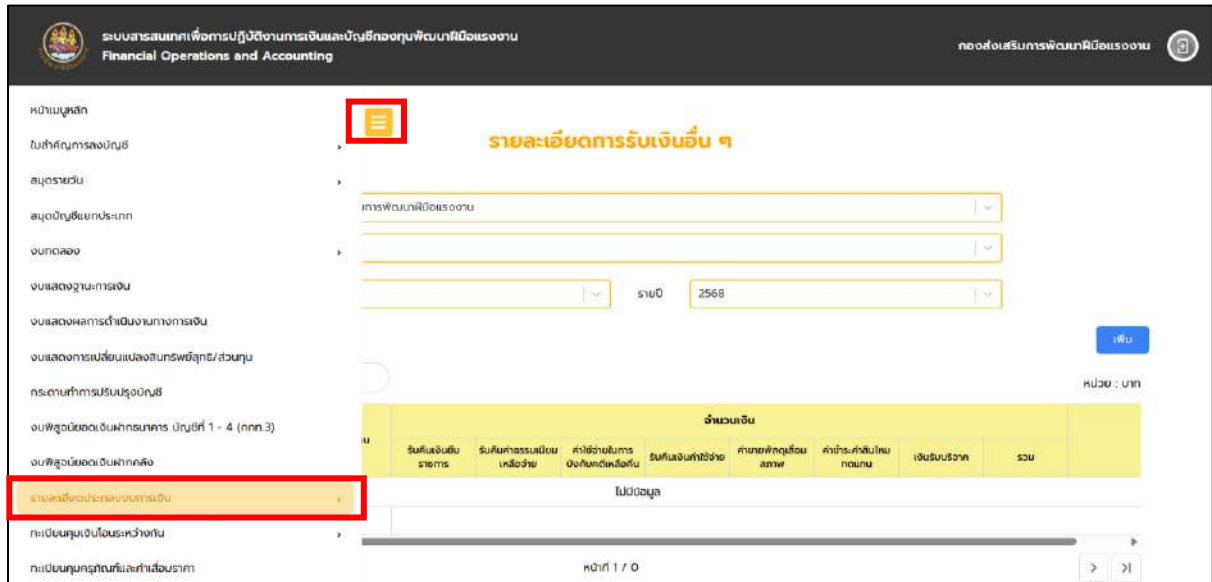 ระบบสารสนเทศเพื่อการปฏิบัติงานการเงินและบัญชีกองทุนพัฒนาฝีมือแรงงาน
Financial Operations and Accounting
กองส่งเสริมการพัฒนาฝีมือแรงงาน
หน้าเมนูหลัก
ใบสำคัญการลงบัญชี
สมุดรายวัน
สมุดบัญชีแยกประเภท
งบทดลอง
งบแสดงฐานะการเงิน
งบแสดงผลการดำเนินงานทางการเงิน
งบแสดงการเปลี่ยนแปลงสินทรัพย์สุทธิ/ส่วนทุน
กระดาษทำการปรับปรุงบัญชี
งบพิสูจน์ยอดเงินฝากธนาคาร บัญชีที่ 1 - 4 (กกท.3)
งบพิสูจน์ยอดเงินฝากคลัง
รายละเอียดประกอบงบการเงิน
ทะเบียนคุมเงินโอนระหว่างกัน
ทะเบียนคุมครุภัณฑ์และค่าเสื่อมราคา
รายละเอียดการรับเงินอื่น ๆ
มการพัฒนาฝีมือแรงงาน
รายปี 2568
เพิ่ม
หน่วย : บาท
จำนวนเงิน
รับคืนเงินยืมราชการ
รับคืนค่าธรรมเนียมเหลือจ่าย
ค่าใช้จ่ายในการบังคับคดีเหลือคืน
รับคืนเงินค่าใช้จ่าย
ค่าขายพัสดุเสื่อมสภาพ
ค่าชำระค่าสินไหมทดแทน
เงินรับบริจาค
รวม
ไม่มีข้อมูล
หน้าที่ 1 / 0